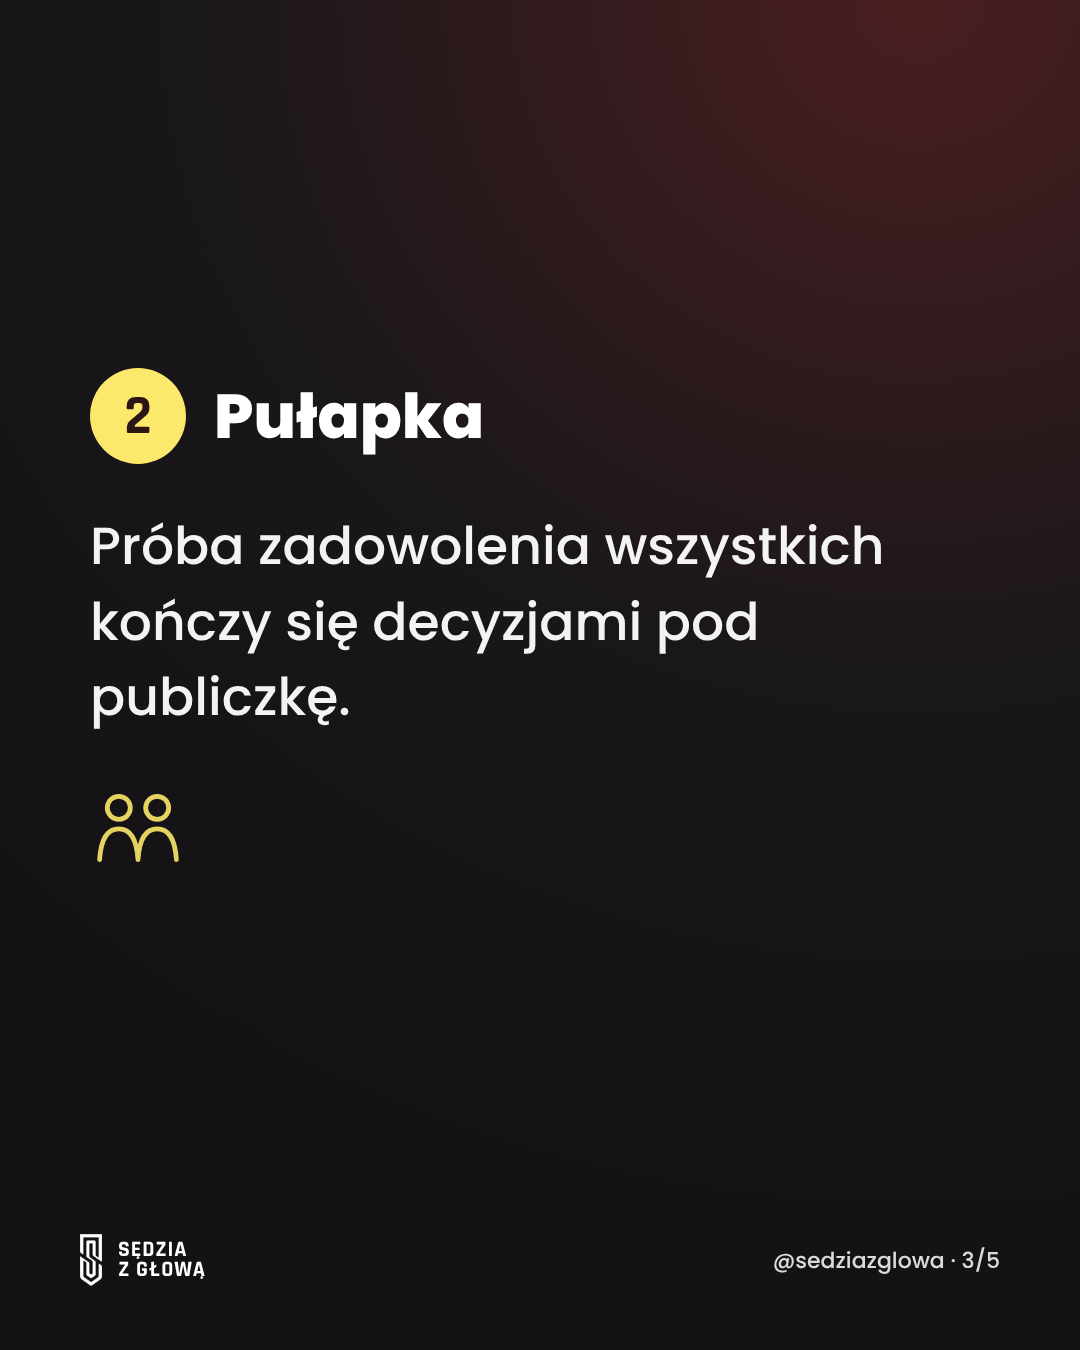 2 Pułapka
Próba zadowolenia wszystkich
kończy się decyzjami pod
publiczkę.
SĘDZIA
Z GŁOWĄ
@sedziazglowa · 3/5